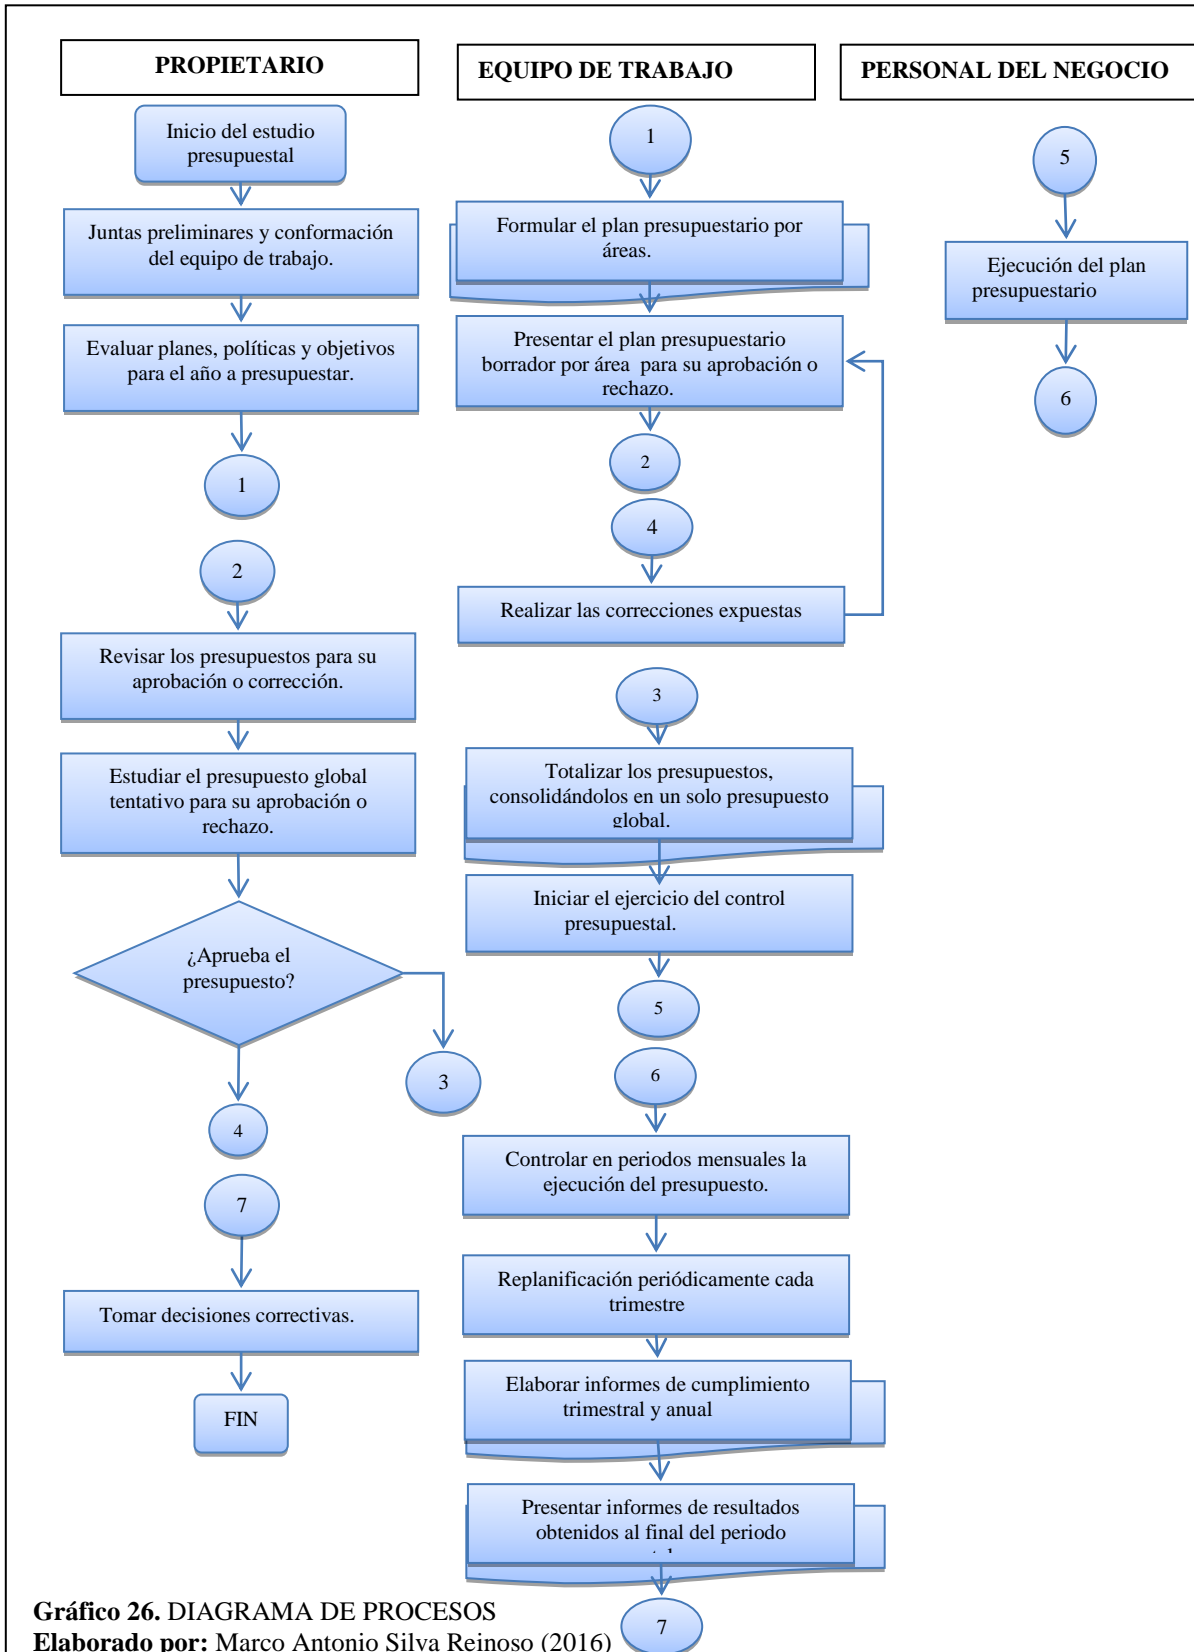 PROPIETARIO
Inicio del estudio
presupuestal
Juntas preliminares y conformación
del equipo de trabajo.
Evaluar planes, políticas y objetivos
para el año a presupuestar.
1
2
Revisar los presupuestos para su
aprobación o corrección.
Estudiar el presupuesto global
tentativo para su aprobación o
rechazo.
¿Aprueba el
presupuesto?
3
4
7
Tomar decisiones correctivas.
FIN
EQUIPO DE TRABAJO
1
Formular el plan presupuestario por
áreas.
Presentar el plan presupuestario
borrador por área para su aprobación o
rechazo.
2
4
Realizar las correcciones expuestas
3
Totalizar los presupuestos,
consolidándolos en un solo presupuesto
global.
Iniciar el ejercicio del control
presupuestal.
5
6
Controlar en periodos mensuales la
ejecución del presupuesto.
Replanificación periódicamente cada
trimestre
Elaborar informes de cumplimiento
trimestral y anual
Presentar informes de resultados
obtenidos al final del periodo
7
PERSONAL DEL NEGOCIO
5
Ejecución del plan
presupuestario
6
Gráfico 26. DIAGRAMA DE PROCESOS
Elaborado por: Marco Antonio Silva Reinoso (2016)